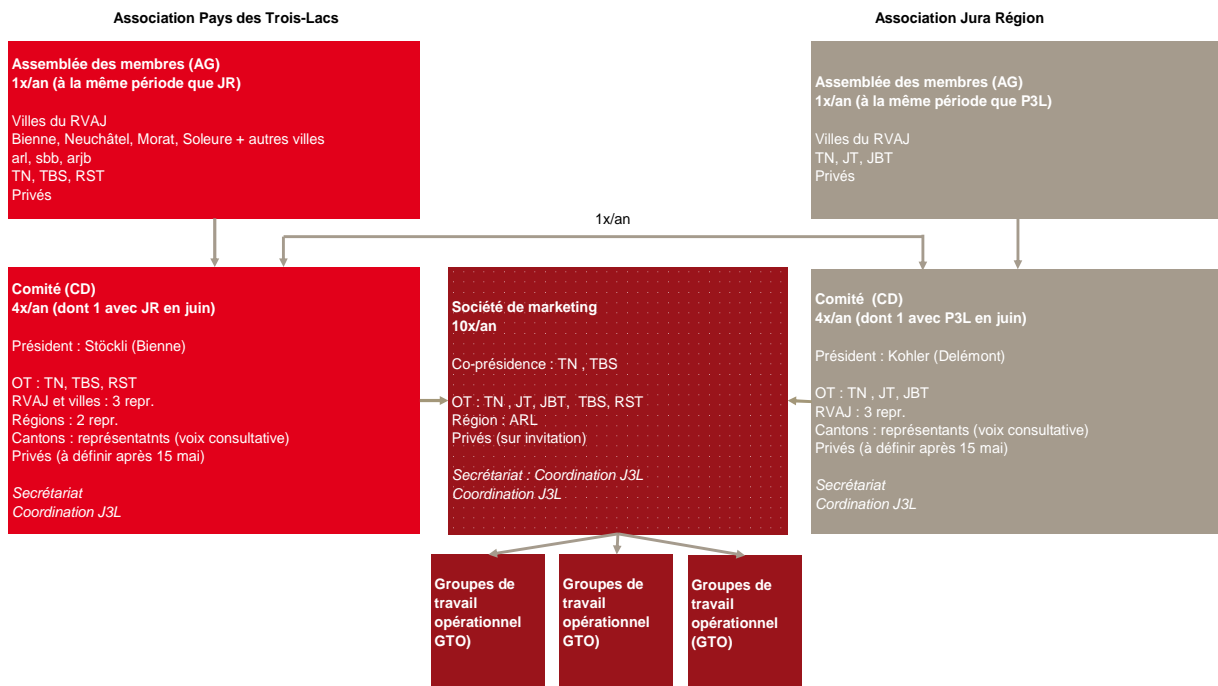 Association Pays des Trois-Lacs
Association Jura Région
Assemblée des membres (AG)
1x/an (à la même période que JR)
Villes du RVAJ
Bienne, Neuchâtel, Morat, Soleure + autres villes
arl, sbb, arjb
TN, TBS, RST
Privés
Assemblée des membres (AG)
1x/an (à la même période que P3L)
Villes du RVAJ
TN, JT, JBT
Privés
1x/an
Comité (CD)
4x/an (dont 1 avec JR en juin)
Président : Stöckli (Bienne)
OT : TN, TBS, RST
RVAJ et villes : 3 repr.
Régions : 2 repr.
Cantons : représentatnts (voix consultative)
Privés (à définir après 15 mai)
Secrétariat
Coordination J3L
Société de marketing
10x/an
Co-présidence : TN , TBS
OT : TN , JT, JBT, TBS, RST
Région : ARL
Privés (sur invitation)
Secrétariat : Coordination J3L
Coordination J3L
Comité (CD)
4x/an (dont 1 avec P3L en juin)
Président : Kohler (Delémont)
OT : TN , JT, JBT
RVAJ : 3 repr.
Cantons : représentants (voix consultative)
Privés (à définir après 15 mai)
Secrétariat
Cordination J3L
Groupes de
travail
opérationnel
GTO)
Groupes de
travail
opérationnel
GTO)
Groupes de
travail
opérationnel
(GTO)